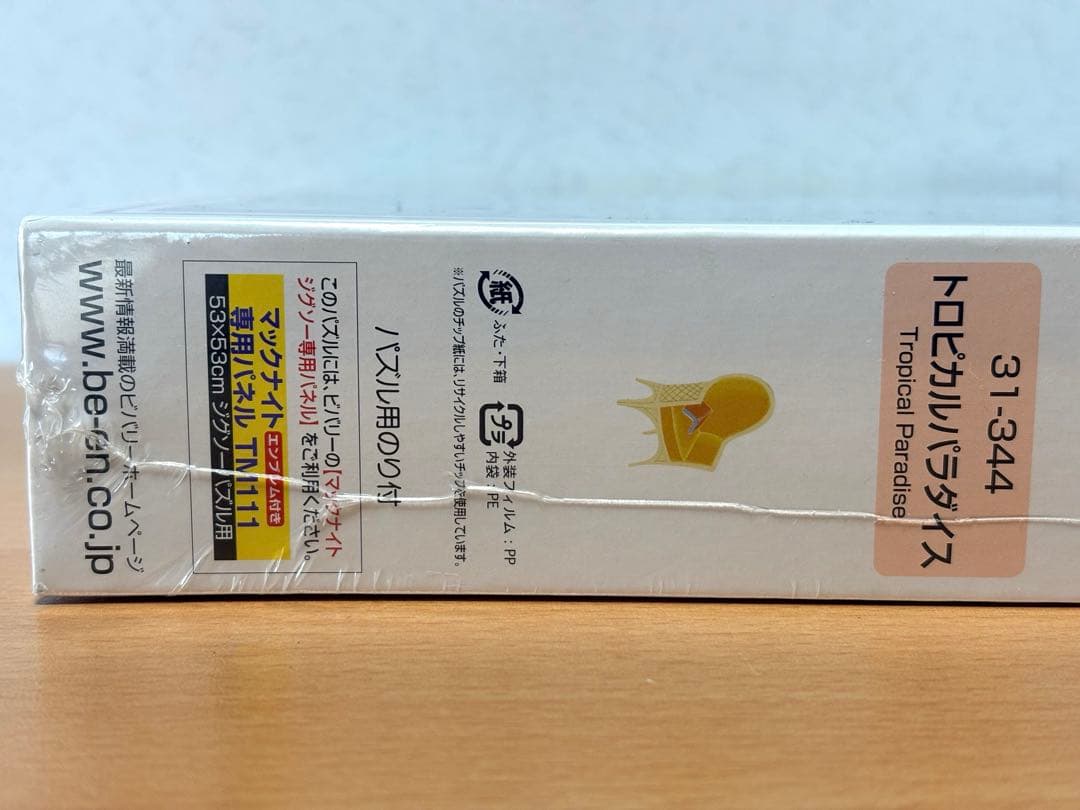 31-344
トロピカルパラダイス
Tropical Paradise
紙
ふた・下箱
プラ
外装フィルム：PP
内袋：PE
※パズルのチップ紙には、リサイクルしやすいチップを使用しています。
パズル用のり付
このパズルには、ビバリーの【マックナイト
ジグソー専用パネル】をご利用ください。
マックナイト エンブレム付き
専用パネル TM111
53×53cm ジグソーパズル用
最新情報満載のビバリーホームページ
www.be-en.co.jp